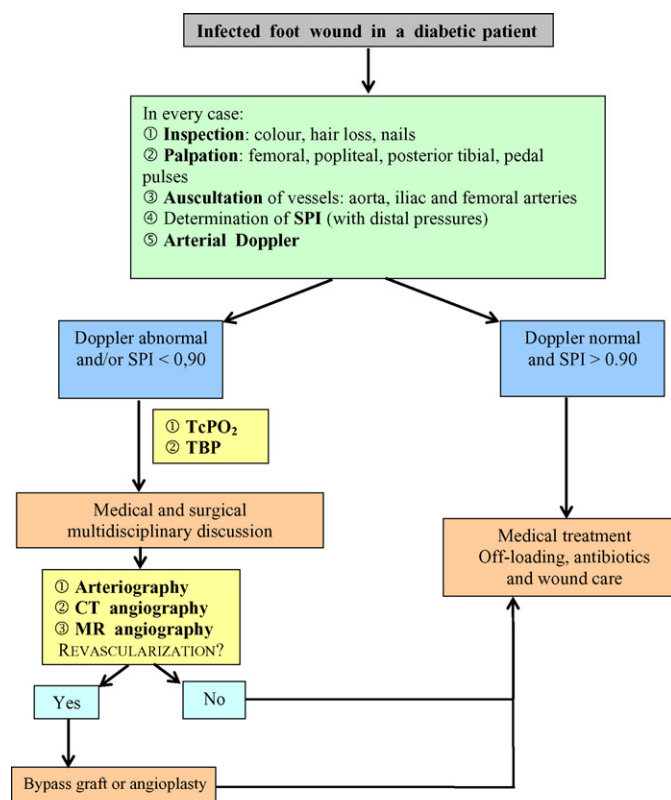 Infected foot wound in a diabetic patient
In every case:
① Inspection: colour, hair loss, nails
② Palpation: femoral, popliteal, posterior tibial, pedal
pulses
③ Auscultation of vessels: aorta, iliac and femoral arteries
④ Determination of SPI (with distal pressures)
⑤ Arterial Doppler
Doppler abnormal
and/or SPI < 0,90
Doppler normal
and SPI > 0.90
① TcPO₂
② TBP
Medical and surgical
multidisciplinary discussion
Medical treatment
Off-loading, antibiotics
and wound care
① Arteriography
② CT angiography
③ MR angiography
REVASCULARIZATION?
Yes
No
Bypass graft or angioplasty